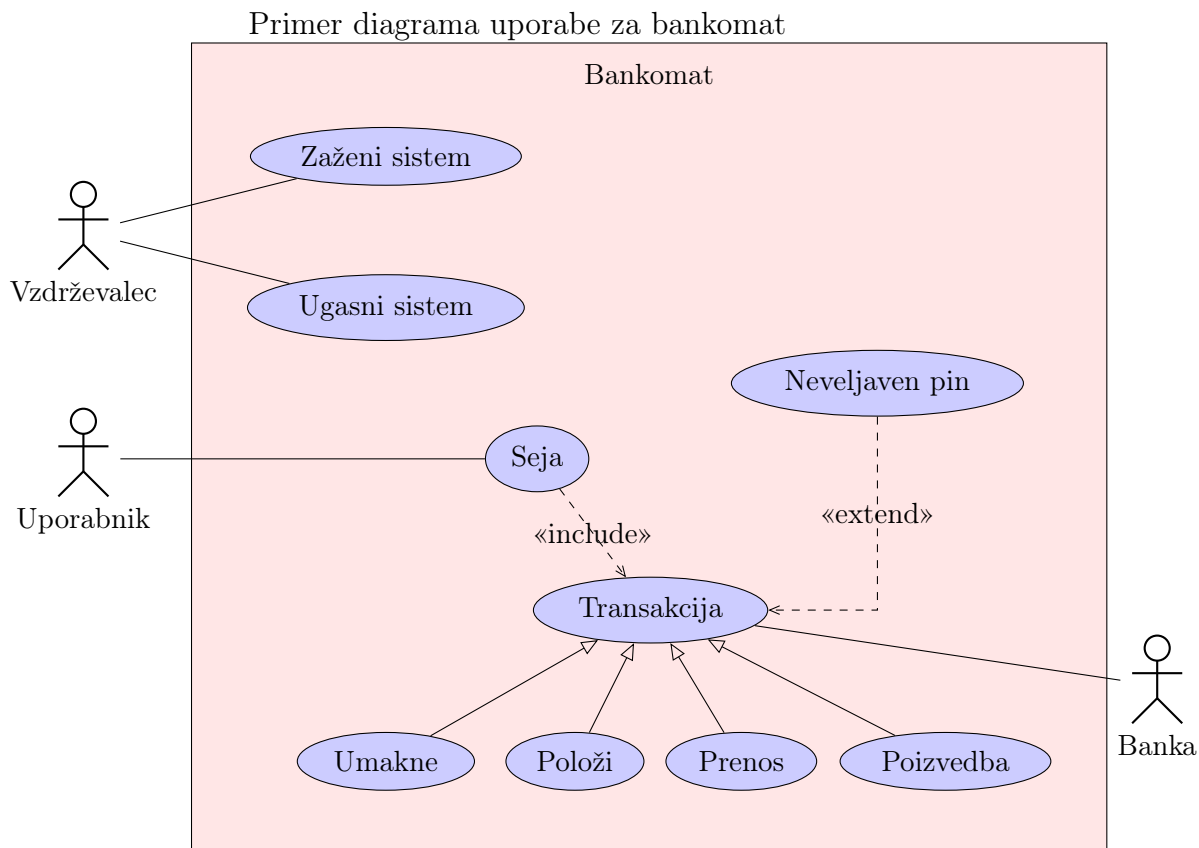 Primer diagrama uporabe za bankomat
Bankomat
Zaženi sistem
Vzdrževalec
Ugasni sistem
Neveljaven pin
Seja
Uporabnik
«extend»
«include»
Transakcija
Umakne
Položi
Prenos
Poizvedba
Banka